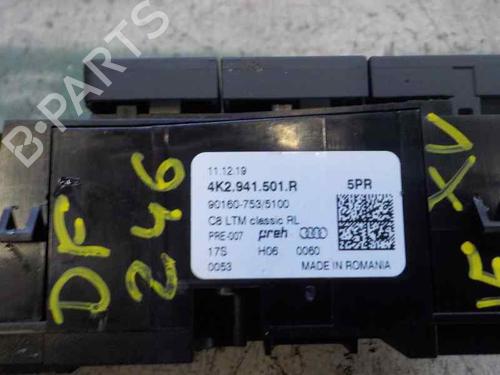 B-PARTS
11.12.19
4K2.941.501.R 5PR
90160-753/5100
C8 LTM classic RL
PRE-007 preh
17S H06 0060
0053 MADE IN ROMANIA
DF
246
XV